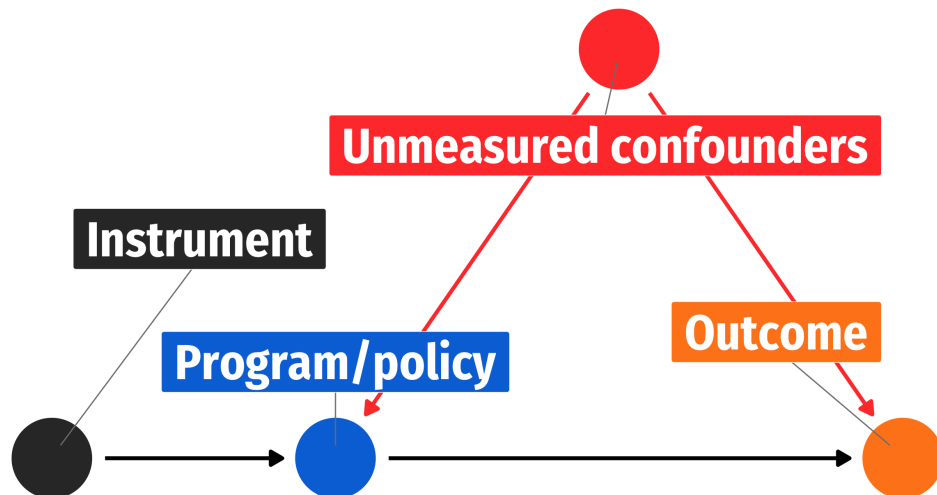 Unmeasured confounders
Instrument
Outcome
Program/policy